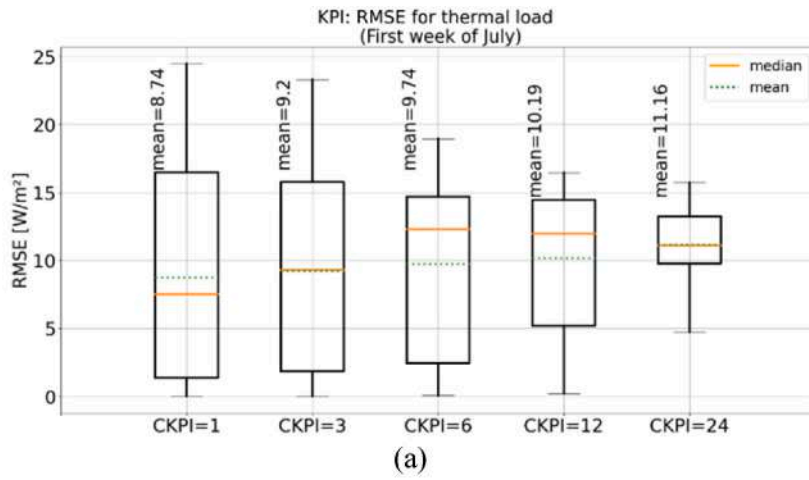 KPI: RMSE for thermal load
(First week of July)
median
mean
mean=8.74
mean=9.2
mean=9.74
mean=10.19
mean=11.16
RMSE [W/m²]
25
20
15
10
5
0
CKPI=1 CKPI=3 CKPI=6 CKPI=12 CKPI=24
(a)